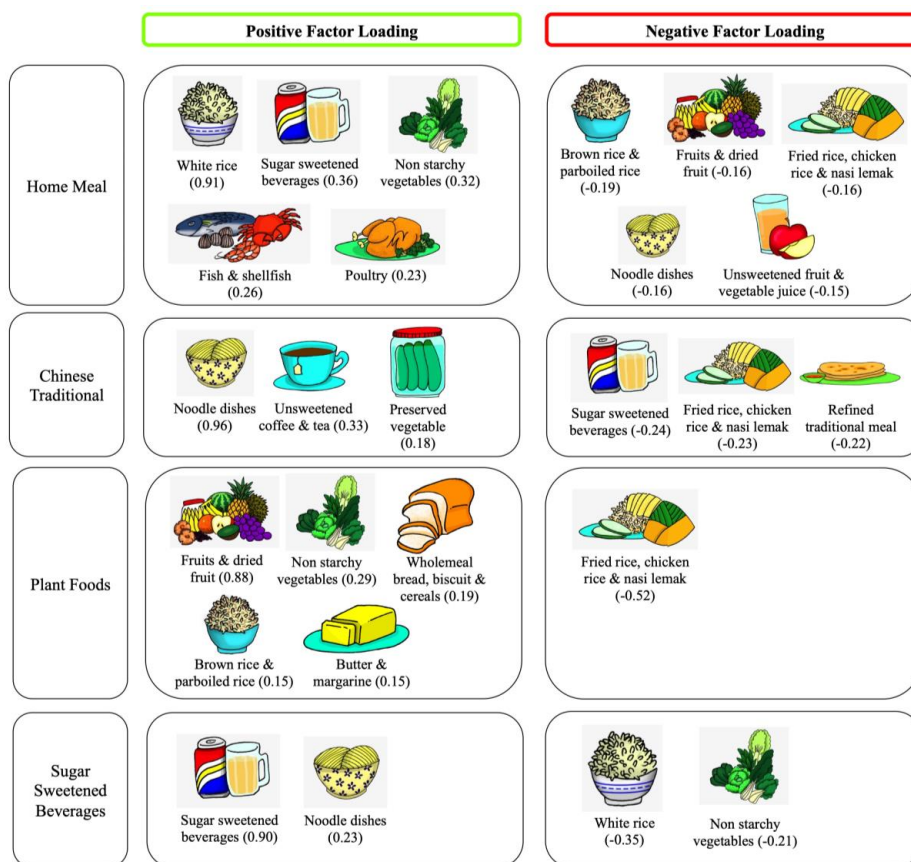 Positive Factor Loading
Negative Factor Loading
Home Meal
White rice
(0.91)
Sugar sweetened
beverages (0.36)
Non starchy
vegetables (0.32)
Fish & shellfish
(0.26)
Poultry (0.23)
Brown rice &
parboiled rice
(-0.19)
Fruits & dried
fruit (-0.16)
Fried rice, chicken
rice & nasi lemak
(-0.16)
Noodle dishes
(-0.16)
Unsweetened fruit &
vegetable juice (-0.15)
Chinese
Traditional
Noodle dishes
(0.96)
Unsweetened
coffee & tea (0.33)
Preserved
vegetable
(0.18)
Sugar sweetened
beverages (-0.24)
Fried rice, chicken
rice & nasi lemak
(-0.23)
Refined
traditional meal
(-0.22)
Plant Foods
Fruits & dried
fruit (0.88)
Non starchy
vegetables (0.29)
Wholemeal
bread, biscuit &
cereals (0.19)
Brown rice &
parboiled rice (0.15)
Butter &
margarine (0.15)
Fried rice, chicken
rice & nasi lemak
(-0.52)
Sugar
Sweetened
Beverages
Sugar sweetened
beverages (0.90)
Noodle dishes
(0.23)
White rice
(-0.35)
Non starchy
vegetables (-0.21)